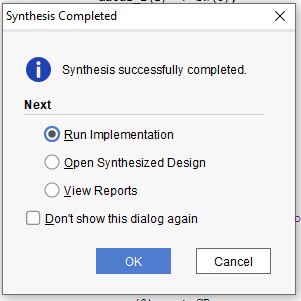 Synthesis Completed
Synthesis successfully completed.
Next
Run Implementation
Open Synthesized Design
View Reports
Don't show this dialog again
OK
Cancel